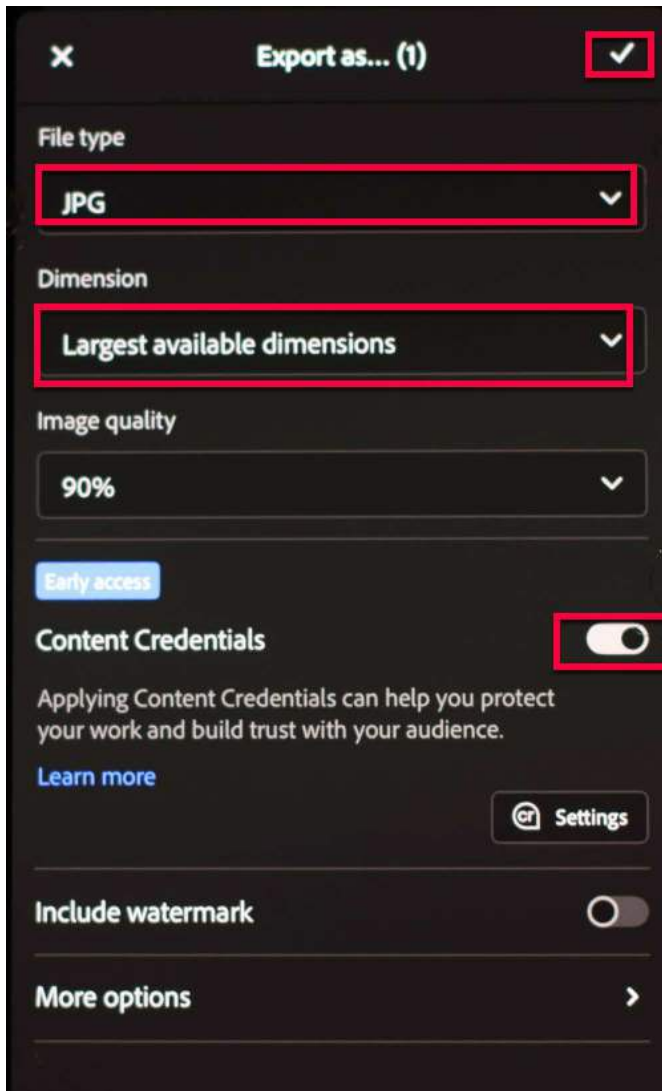 Export as... (1)
File type
JPG
Dimension
Largest available dimensions
Image quality
90%
Early access
Content Credentials
Applying Content Credentials can help you protect
your work and build trust with your audience.
Learn more
cr Settings
Include watermark
More options